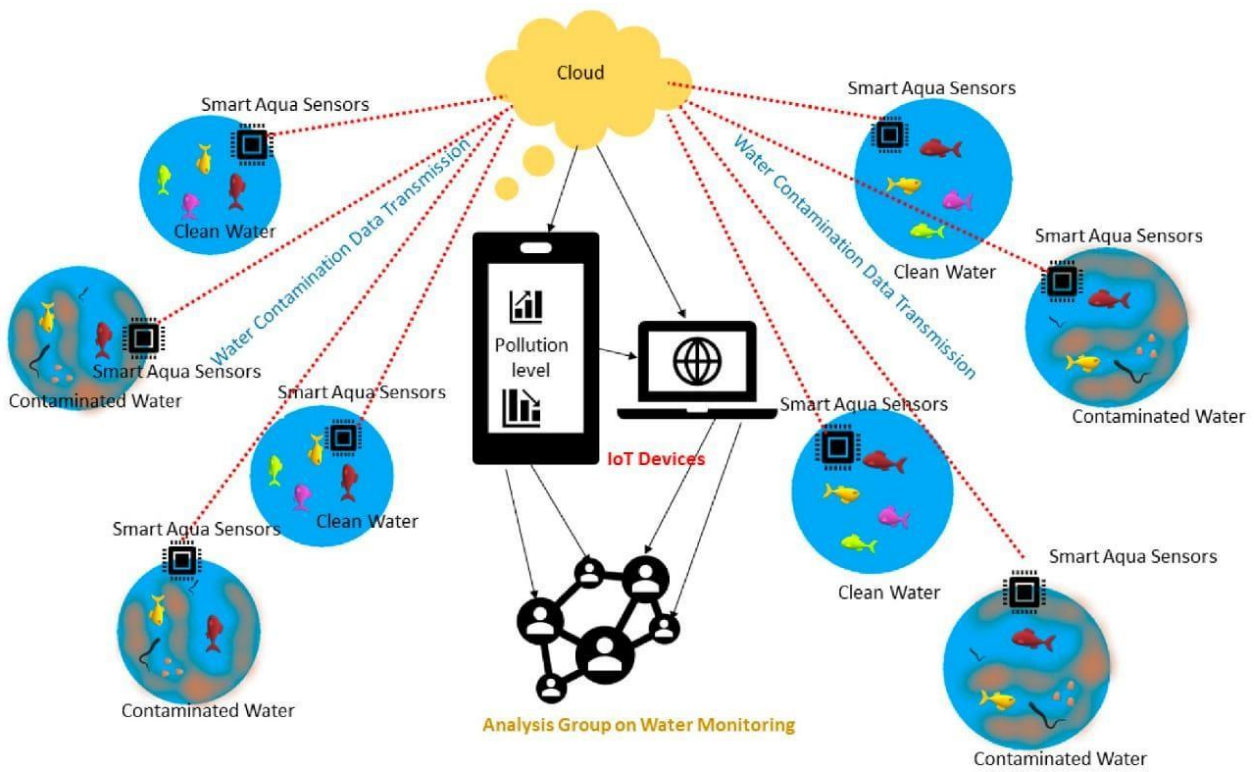 Cloud
Smart Aqua Sensors
Smart Aqua Sensors
Water Contamination Data Transmission
Water Contamination Data Transmission
Clean Water
Clean Water
Smart Aqua Sensors
Pollution
level
Smart Aqua Sensors
Contaminated Water
Smart Aqua Sensors
Smart Aqua Sensors
Contaminated Water
IoT Devices
Clean Water
Smart Aqua Sensors
Smart Aqua Sensors
Clean Water
Contaminated Water
Analysis Group on Water Monitoring
Contaminated Water